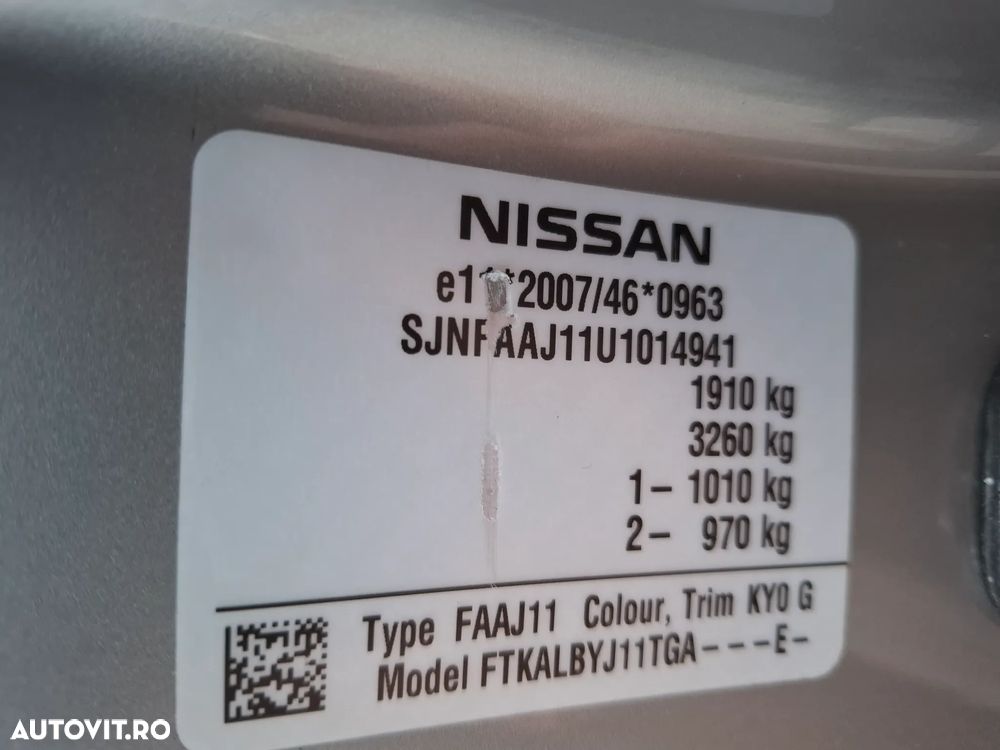 NISSAN
e11*2007/46*0963
SJNFAAJ11U1014941
1910 kg
3260 kg
1– 1010 kg
2– 970 kg
Type FAAJ11 Colour, Trim KY0 G
Model FTKALBYJ11TGA– – –E–
AUTOVIT.RO